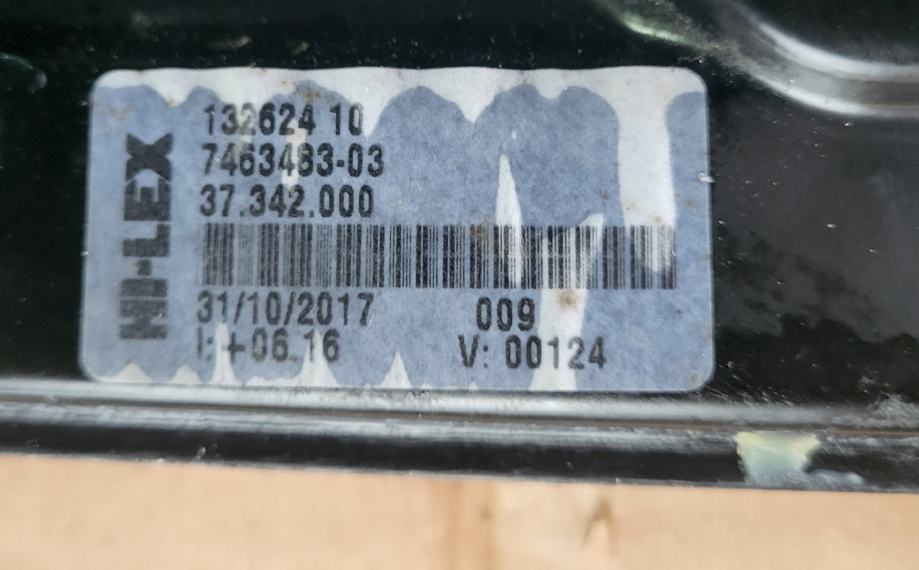 HI-LEX
132624 10
7463483-03
37.342.000
31/10/2017 009
I: +06.16 V: 00124